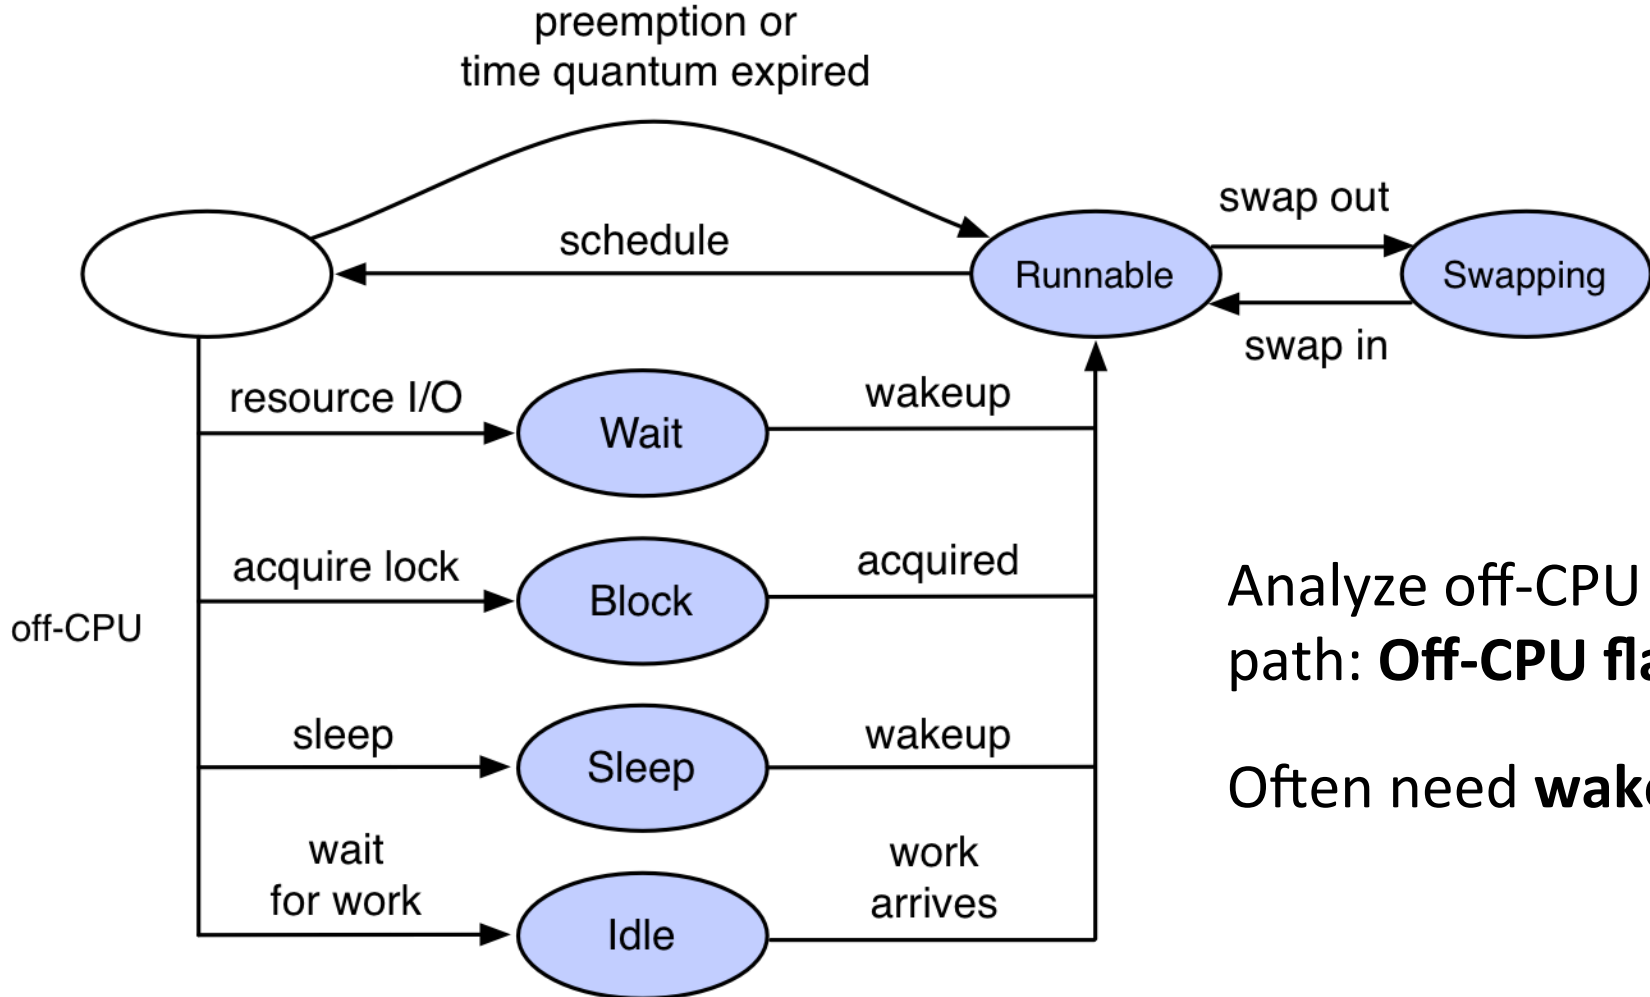 preemption or
time quantum expired
schedule
Runnable
swap out
Swapping
swap in
resource I/O
Wait
wakeup
acquire lock
Block
acquired
off-CPU
sleep
Sleep
wakeup
wait
for work
Idle
work
arrives
Analyze off-CPU
path: Off-CPU
Often need